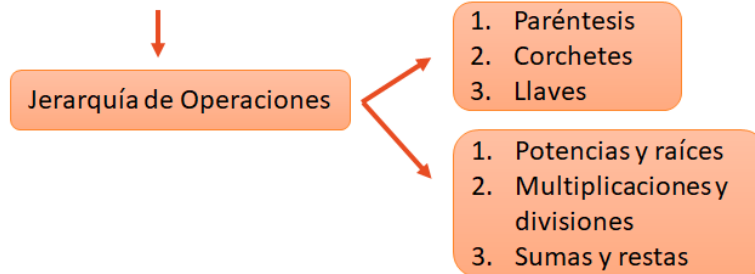 Jerarquía de Operaciones
1. Paréntesis
2. Corchetes
3. Llaves
1. Potencias y raíces
2. Multiplicaciones y
divisiones
3. Sumas y restas